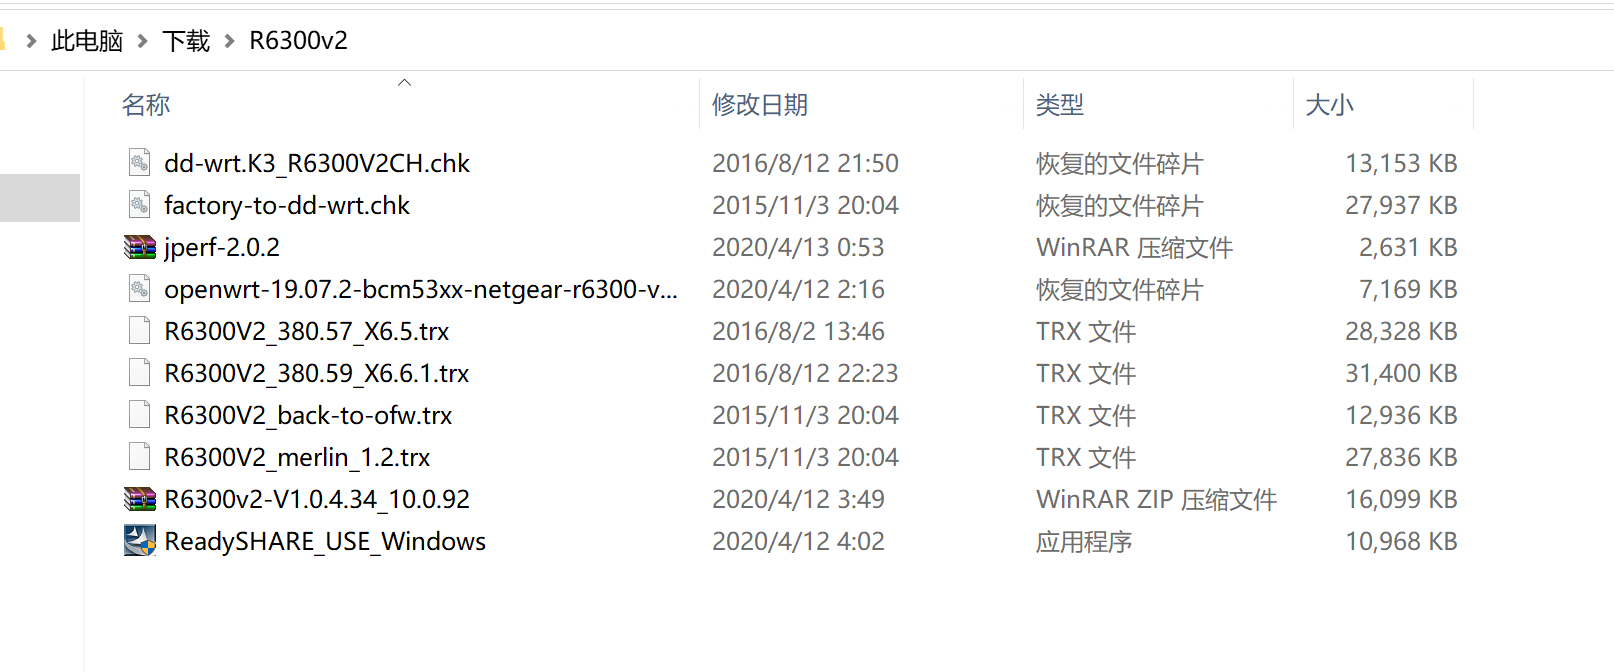 此电脑 下载 R6300v2
名称 修改日期 类型 大小
dd-wrt.K3_R6300V2CH.chk 2016/8/12 21:50 恢复的文件碎片 13,153 KB
factory-to-dd-wrt.chk 2015/11/3 20:04 恢复的文件碎片 27,937 KB
jperf-2.0.2 2020/4/13 0:53 WinRAR 压缩文件 2,631 KB
openwrt-19.07.2-bcm53xx-netgear-r6300-v... 2020/4/12 2:16 恢复的文件碎片 7,169 KB
R6300V2_380.57_X6.5.trx 2016/8/2 13:46 TRX 文件 28,328 KB
R6300V2_380.59_X6.6.1.trx 2016/8/12 22:23 TRX 文件 31,400 KB
R6300V2_back-to-ofw.trx 2015/11/3 20:04 TRX 文件 12,936 KB
R6300V2_merlin_1.2.trx 2015/11/3 20:04 TRX 文件 27,836 KB
R6300v2-V1.0.4.34_10.0.92 2020/4/12 3:49 WinRAR ZIP 压缩文件 16,099 KB
ReadySHARE_USE_Windows 2020/4/12 4:02 应用程序 10,968 KB